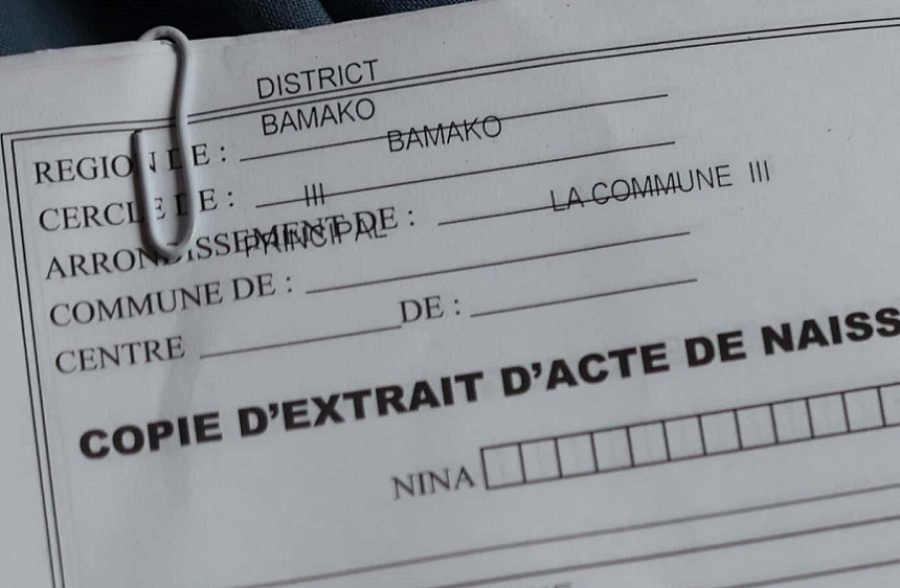 DISTRICT
BAMAKO
REGION DE :
BAMAKO
CERCLE DE :
III
LA COMMUNE III
ARRONDISSEMENT DE :
PRINCIPAL
COMMUNE DE :
CENTRE DE :
COPIE D'EXTRAIT D'ACTE DE NAISS
NINA